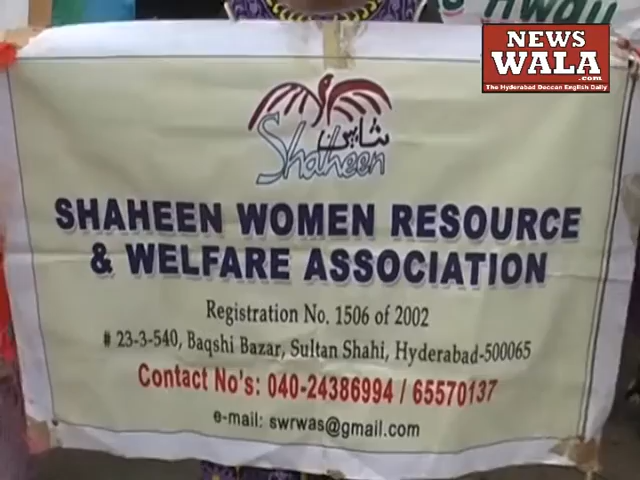 Hwdy
NEWS
WALA
.com
The Hyderabad Deccan English Daily
شاہین
Shaheen
SHAHEEN WOMEN RESOURCE
& WELFARE ASSOCIATION
Registration No. 1506 of 2002
# 23-3-540, Baqshi Bazar, Sultan Shahi, Hyderabad-500065
Contact No's: 040-24386994 / 65570137
e-mail: swrwas@gmail.com